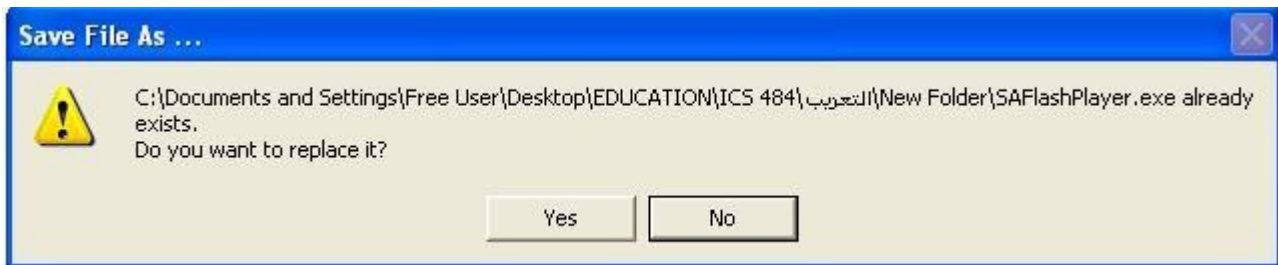 Save File As ...
C:\Documents and Settings\Free User\Desktop\EDUCATION\ICS 484\التعريب\New Folder\SAFlashPlayer.exe already
exists.
Do you want to replace it?
Yes No